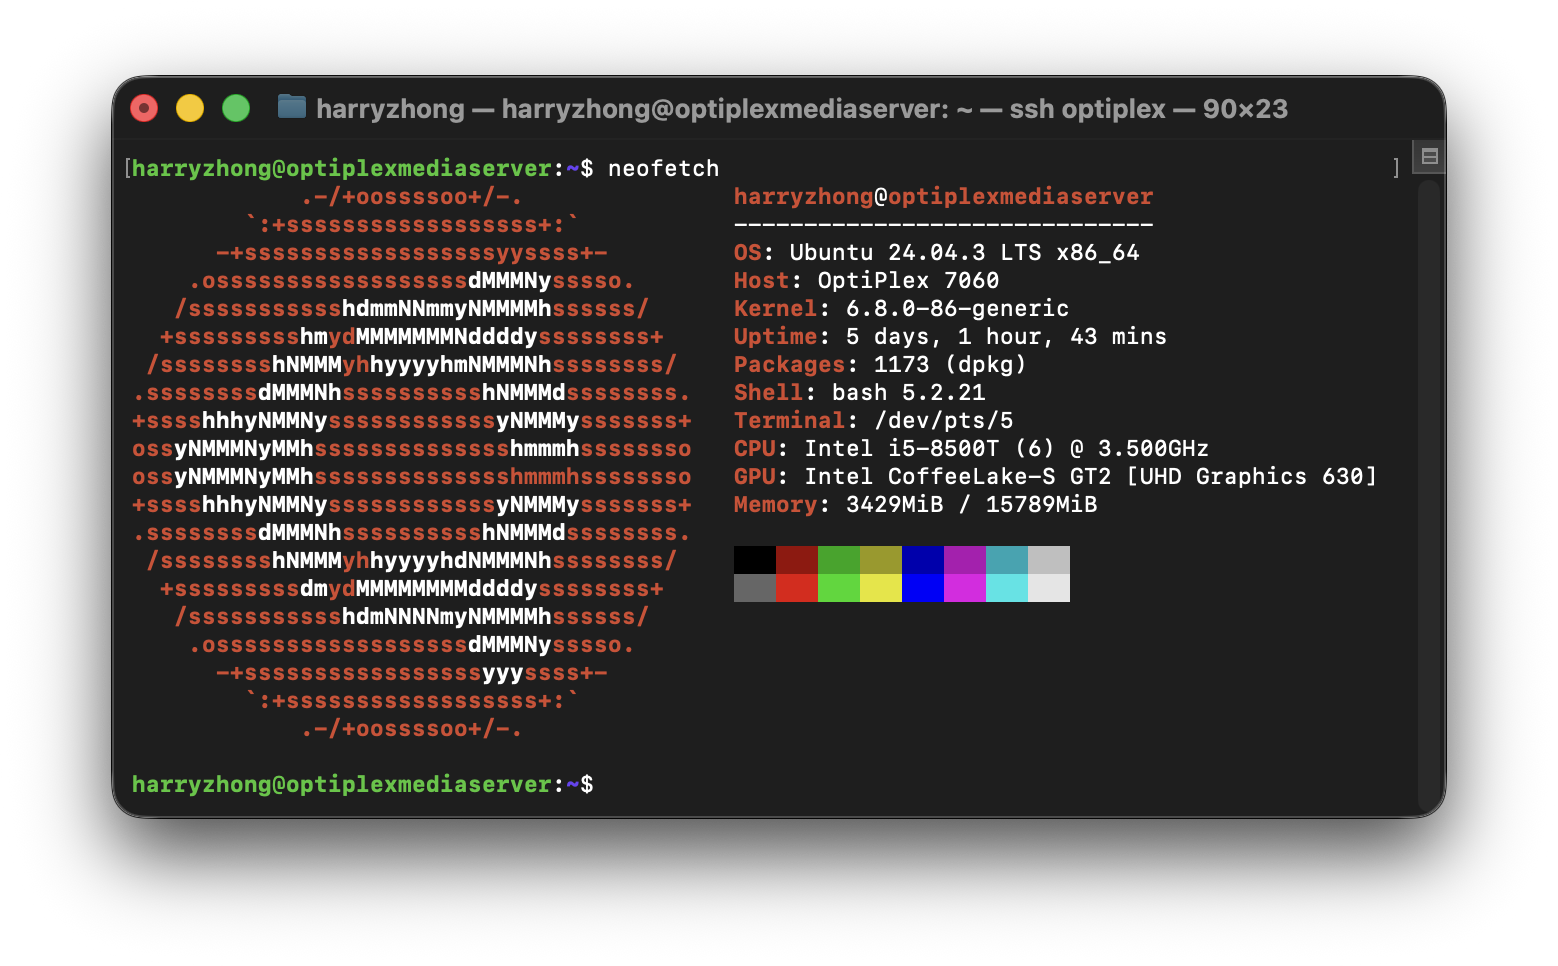 harryzhong — harryzhong@optiplexmediaserver: ~ — ssh optiplex — 90×23
[harryzhong@optiplexmediaserver:~$ neofetch ]
            .-/+oossssoo+/-.               harryzhong@optiplexmediaserver
        `:+ssssssssssssssssss+:`           ------------------------------
      -+ssssssssssssssssssyyssss+-         OS: Ubuntu 24.04.3 LTS x86_64
    .ossssssssssssssssssdMMMNysssso.       Host: OptiPlex 7060
   /ssssssssssshdmmNNmmyNMMMMhssssss/      Kernel: 6.8.0-86-generic
  +ssssssssshmydMMMMMMMNddddyssssssss+     Uptime: 5 days, 1 hour, 43 mins
 /sssssssshNMMMyhhyyyyhmNMMMNhssssssss/    Packages: 1173 (dpkg)
.ssssssssdMMMNhsssssssssshNMMMdssssssss.   Shell: bash 5.2.21
+sssshhhyNMMNyssssssssssssyNMMMysssssss+   Terminal: /dev/pts/5
ossyNMMMNyMMhsssssssssssssshmmmhssssssso   CPU: Intel i5-8500T (6) @ 3.500GHz
ossyNMMMNyMMhsssssssssssssshmmmhssssssso   GPU: Intel CoffeeLake-S GT2 [UHD Graphics 630]
+sssshhhyNMMNyssssssssssssyNMMMysssssss+   Memory: 3429MiB / 15789MiB
.ssssssssdMMMNhsssssssssshNMMMdssssssss.
 /sssssssshNMMMyhhyyyyhdNMMMNhssssssss/
  +sssssssssdmydMMMMMMMMddddyssssssss+
   /ssssssssssshdmNNNNmyNMMMMhssssss/
    .ossssssssssssssssssdMMMNysssso.
      -+sssssssssssssssssyyyssss+-
        `:+ssssssssssssssssss+:`
            .-/+oossssoo+/-.
harryzhong@optiplexmediaserver:~$